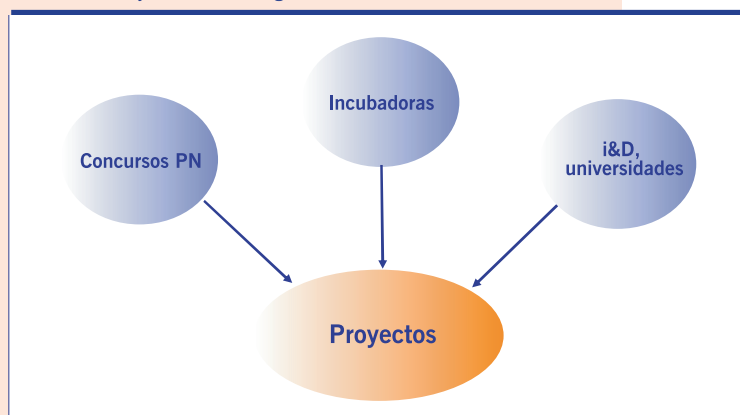 Incubadoras
Concursos PN
i&D,
universidades
Proyectos